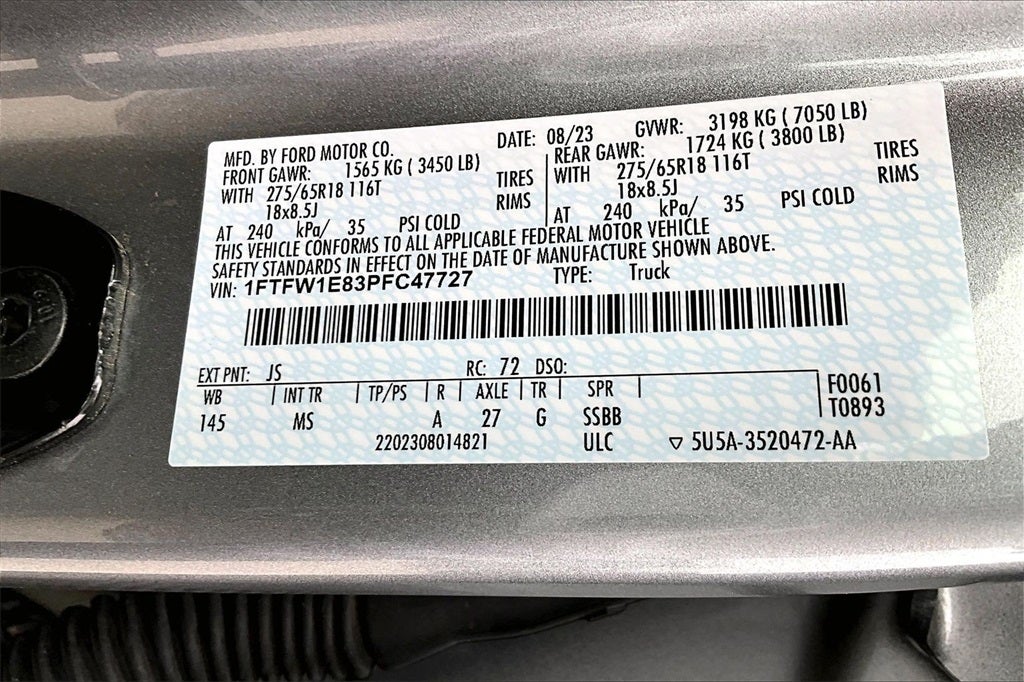 MFD. BY FORD MOTOR CO. DATE: 08/23 GVWR: 3198 KG ( 7050 LB)
FRONT GAWR: 1565 KG ( 3450 LB) REAR GAWR: 1724 KG ( 3800 LB)
WITH 275/65R18 116T TIRES WITH 275/65R18 116T TIRES
18x8.5J RIMS 18x8.5J RIMS
AT 240 kPa/ 35 PSI COLD AT 240 kPa/ 35 PSI COLD
THIS VEHICLE CONFORMS TO ALL APPLICABLE FEDERAL MOTOR VEHICLE
SAFETY STANDARDS IN EFFECT ON THE DATE OF MANUFACTURE SHOWN ABOVE.
VIN: 1FTFW1E83PFC47727 TYPE: Truck
EXT PNT: JS RC: 72 DSO:
WB INT TR TP/PS R AXLE TR SPR F0061
145 MS A 27 G SSBB T0893
2202308014821 ULC ▽ 5U5A-3520472-AA